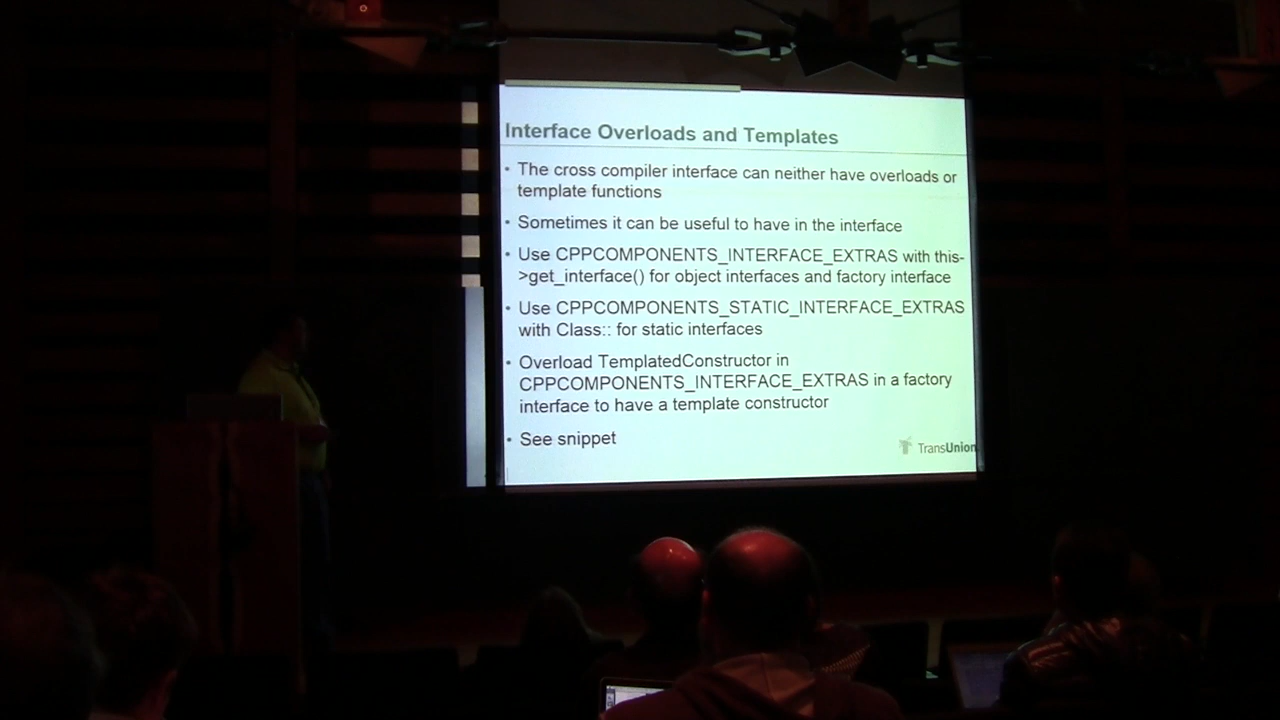 Interface Overloads and Templates
• The cross compiler interface can neither have overloads or
template functions
• Sometimes it can be useful to have in the interface
• Use CPPCOMPONENTS_INTERFACE_EXTRAS with this-
>get_interface() for object interfaces and factory interface
• Use CPPCOMPONENTS_STATIC_INTERFACE_EXTRAS
with Class:: for static interfaces
• Overload TemplatedConstructor in
CPPCOMPONENTS_INTERFACE_EXTRAS in a factory
interface to have a template constructor
• See snippet
TransUnion